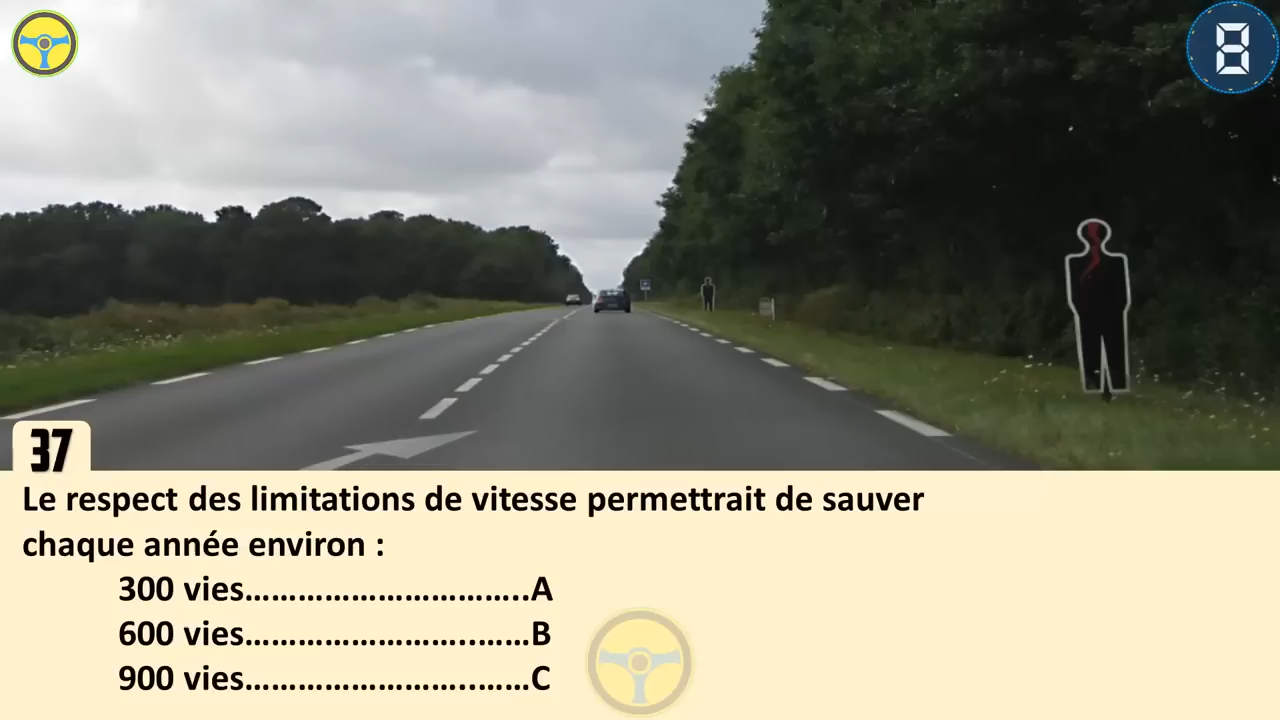 8
37
Le respect des limitations de vitesse permettrait de sauver
chaque année environ :
300 vies…………………………..A
600 vies……………………..……B
900 vies……………………..……C